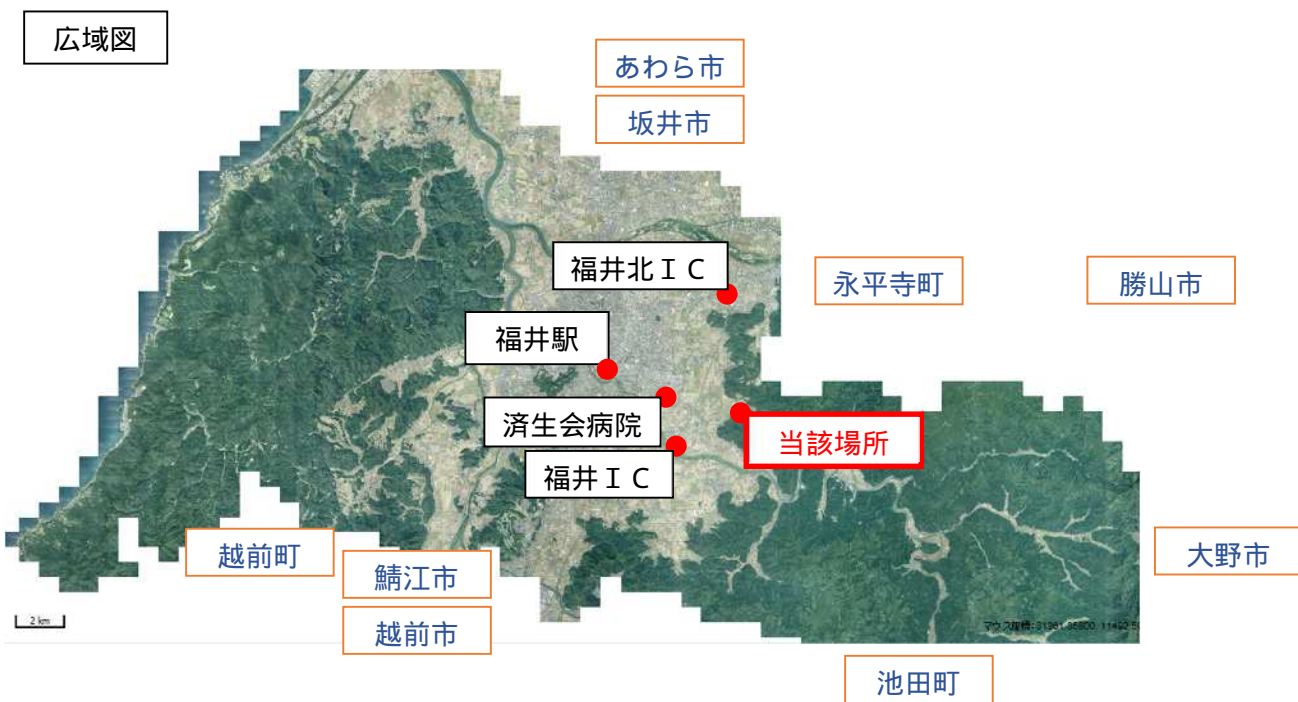 広域図
あわら市
坂井市
福井北ＩＣ
永平寺町
勝山市
福井駅
済生会病院
当該場所
福井ＩＣ
越前町
鯖江市
大野市
越前市
池田町
2 km